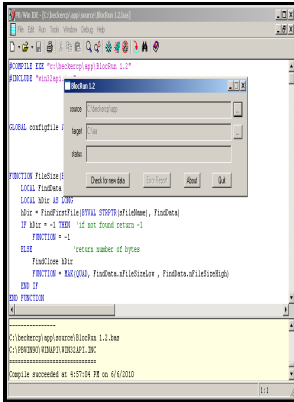 PB/Win IDE - [C:\beckercp\app\source\BlocRun 1.2.bas]
File Edit Run Tools Window Debug Help
#COMPILE EXE "c:\beckercp\app\BlocRun 1.2"
#INCLUDE "win32api.
BlocRun 1.2
source C:\beckercp\app
target C:\aa
status
Check for new data Error Report About Quit
GLOBAL configfile
FUNCTION FileSize(
LOCAL FindData
LOCAL hDir AS LONG
hDir = FindFirstFile(BYVAL STRPTR(sFileName), FindData)
IF hDir = -1 THEN 'if not found return -1
FUNCTION = -1
ELSE 'return number of bytes
FindClose hDir
FUNCTION = MAK(QUAD, FindData.nFileSizeLow , FindData.nFileSizeHigh)
END IF
END FUNCTION
C:\beckercp\app\source\BlocRun 1.2.bas
C:\PBWIN90\WINAPI\WIN32API.INC
Compile succeeded at 4:57:04 PM on 6/6/2010
1:1